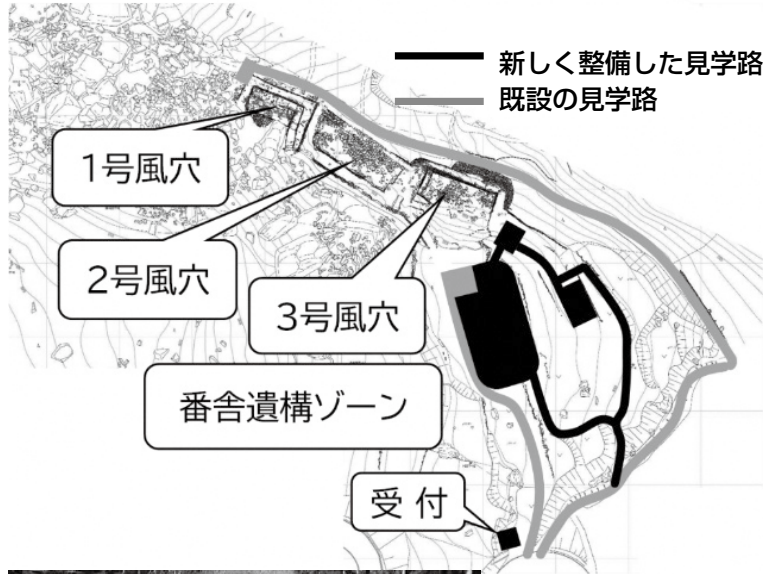 新しく整備した見学路
既設の見学路
1号風穴
2号風穴
3号風穴
番舎遺構ゾーン
受付